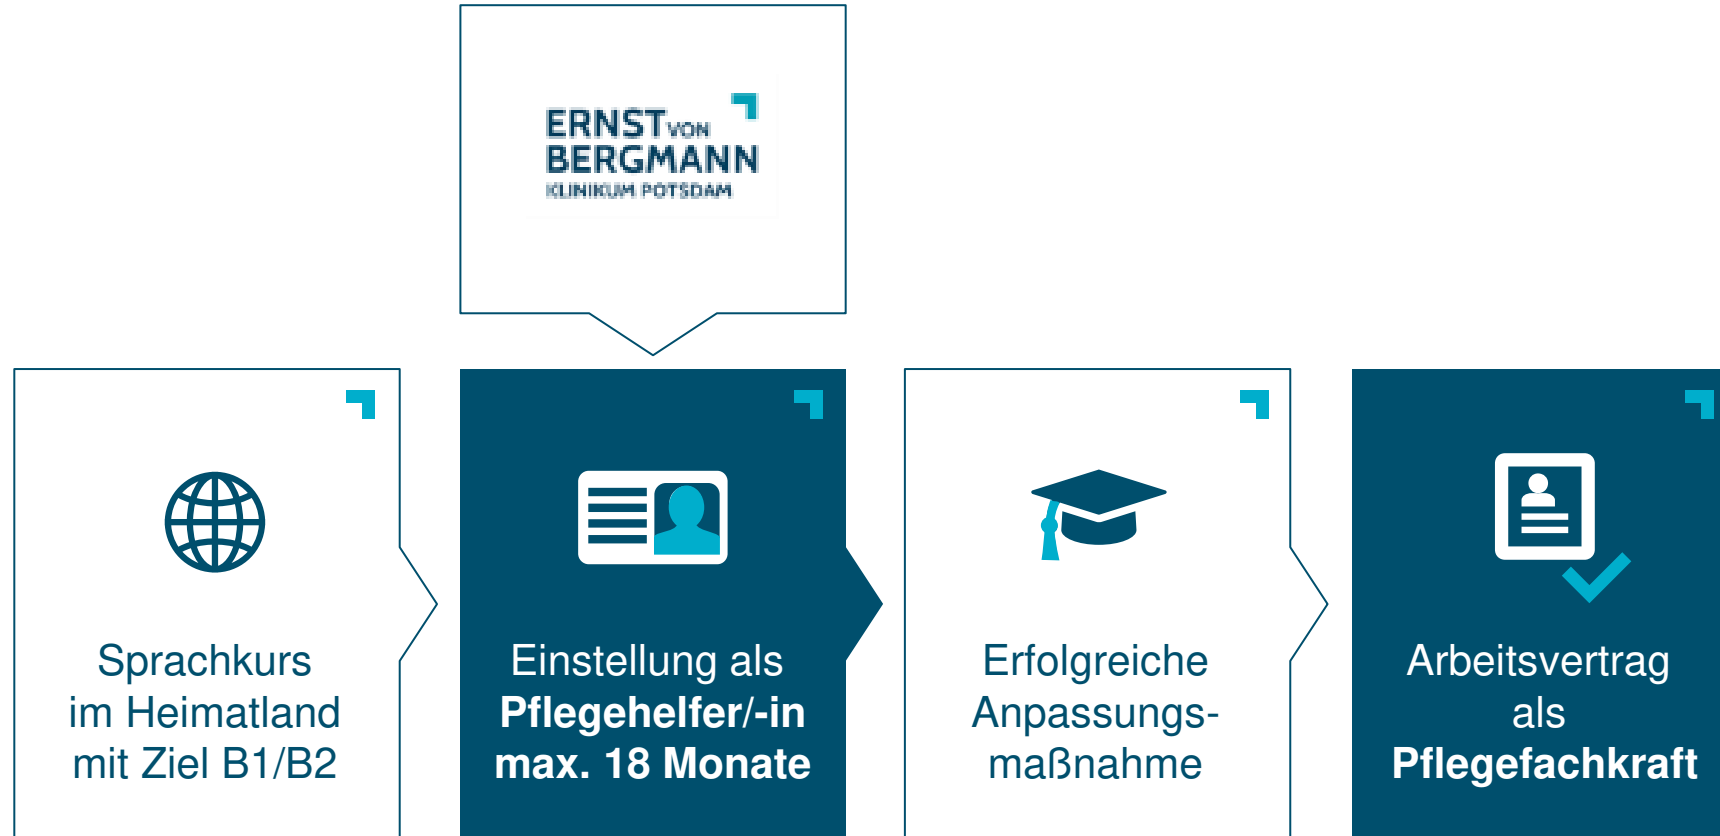 ERNST VON
BERGMANN
KLINIKUM POTSDAM
Sprachkurs
im Heimatland
mit Ziel B1/B2
Einstellung als
Pflegehelfer/-in
max. 18 Monate
Erfolgreiche
Anpassungs-
maßnahme
Arbeitsvertrag
als
Pflegefachkraft